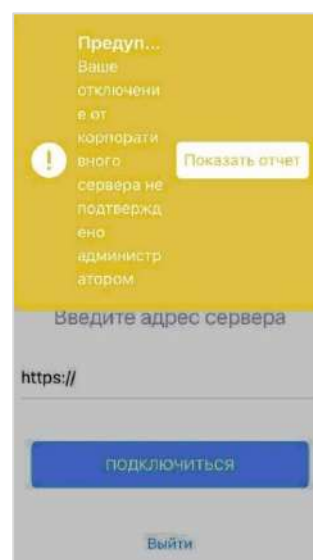 Предуп...
Ваше
отключени
е от
корпорати
вного
сервера не
подтвержд
ено
администр
атором
Показать отчет
Введите адрес сервера
https://
ПОДКЛЮЧИТЬСЯ
Выйти